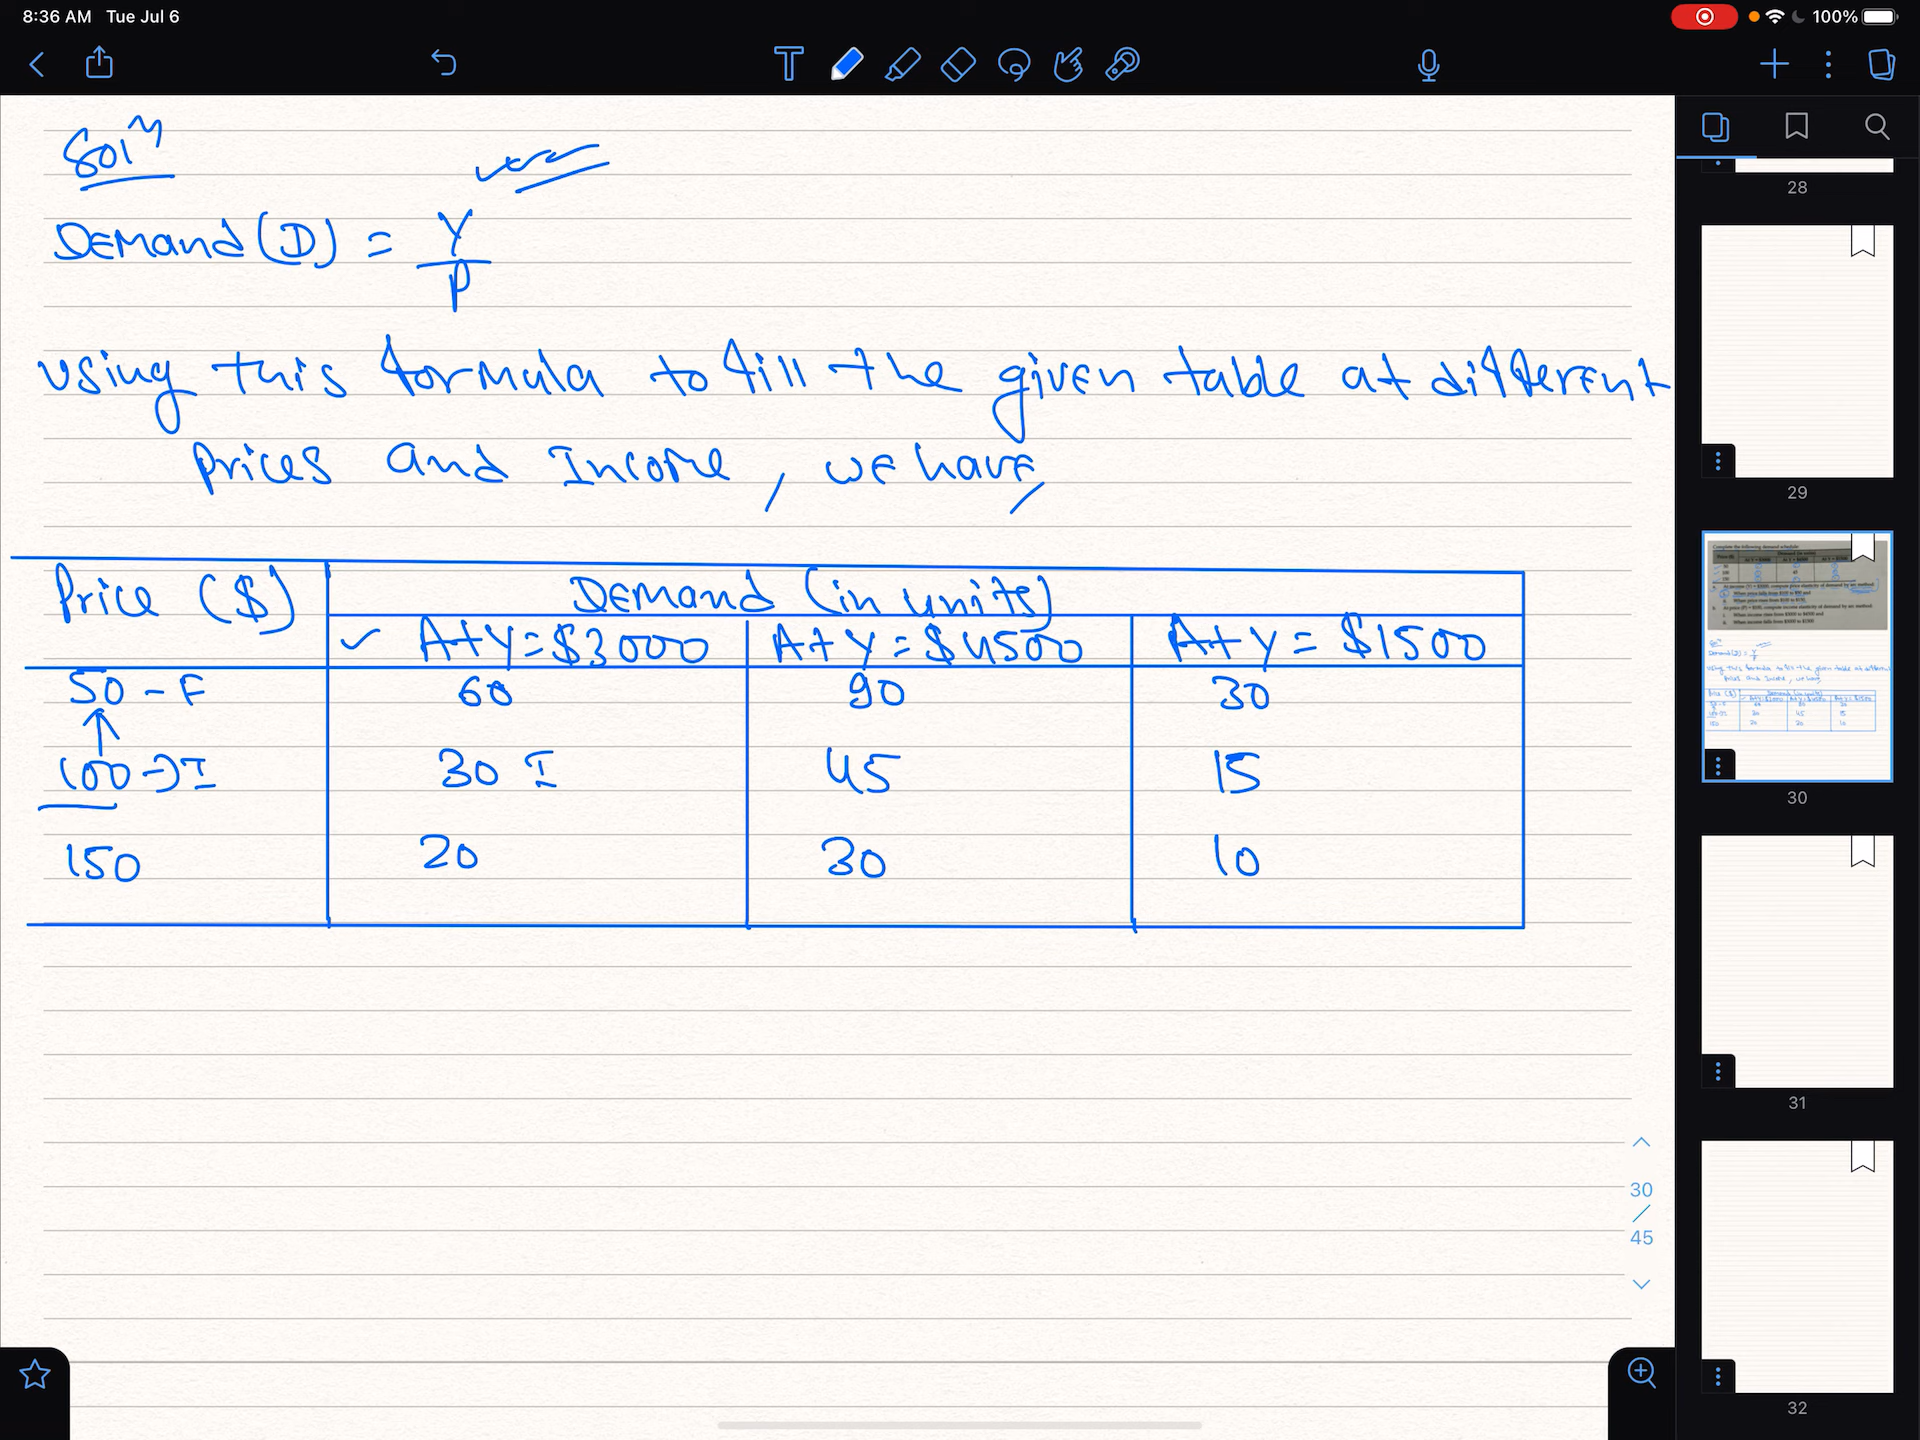 8:36 AM Tue Jul 6
100%
Solⁿ
Demand (D) = Y
P
Using this formula to fill the given table at different
prices and Income, we have,
Price ($)
Demand (in units)
At Y = $3000
At Y = $4500
At Y = $1500
50 - F
60
90
30
100 -) I
30 I
45
15
150
20
30
10
28
29
30
31
32
30
/
45